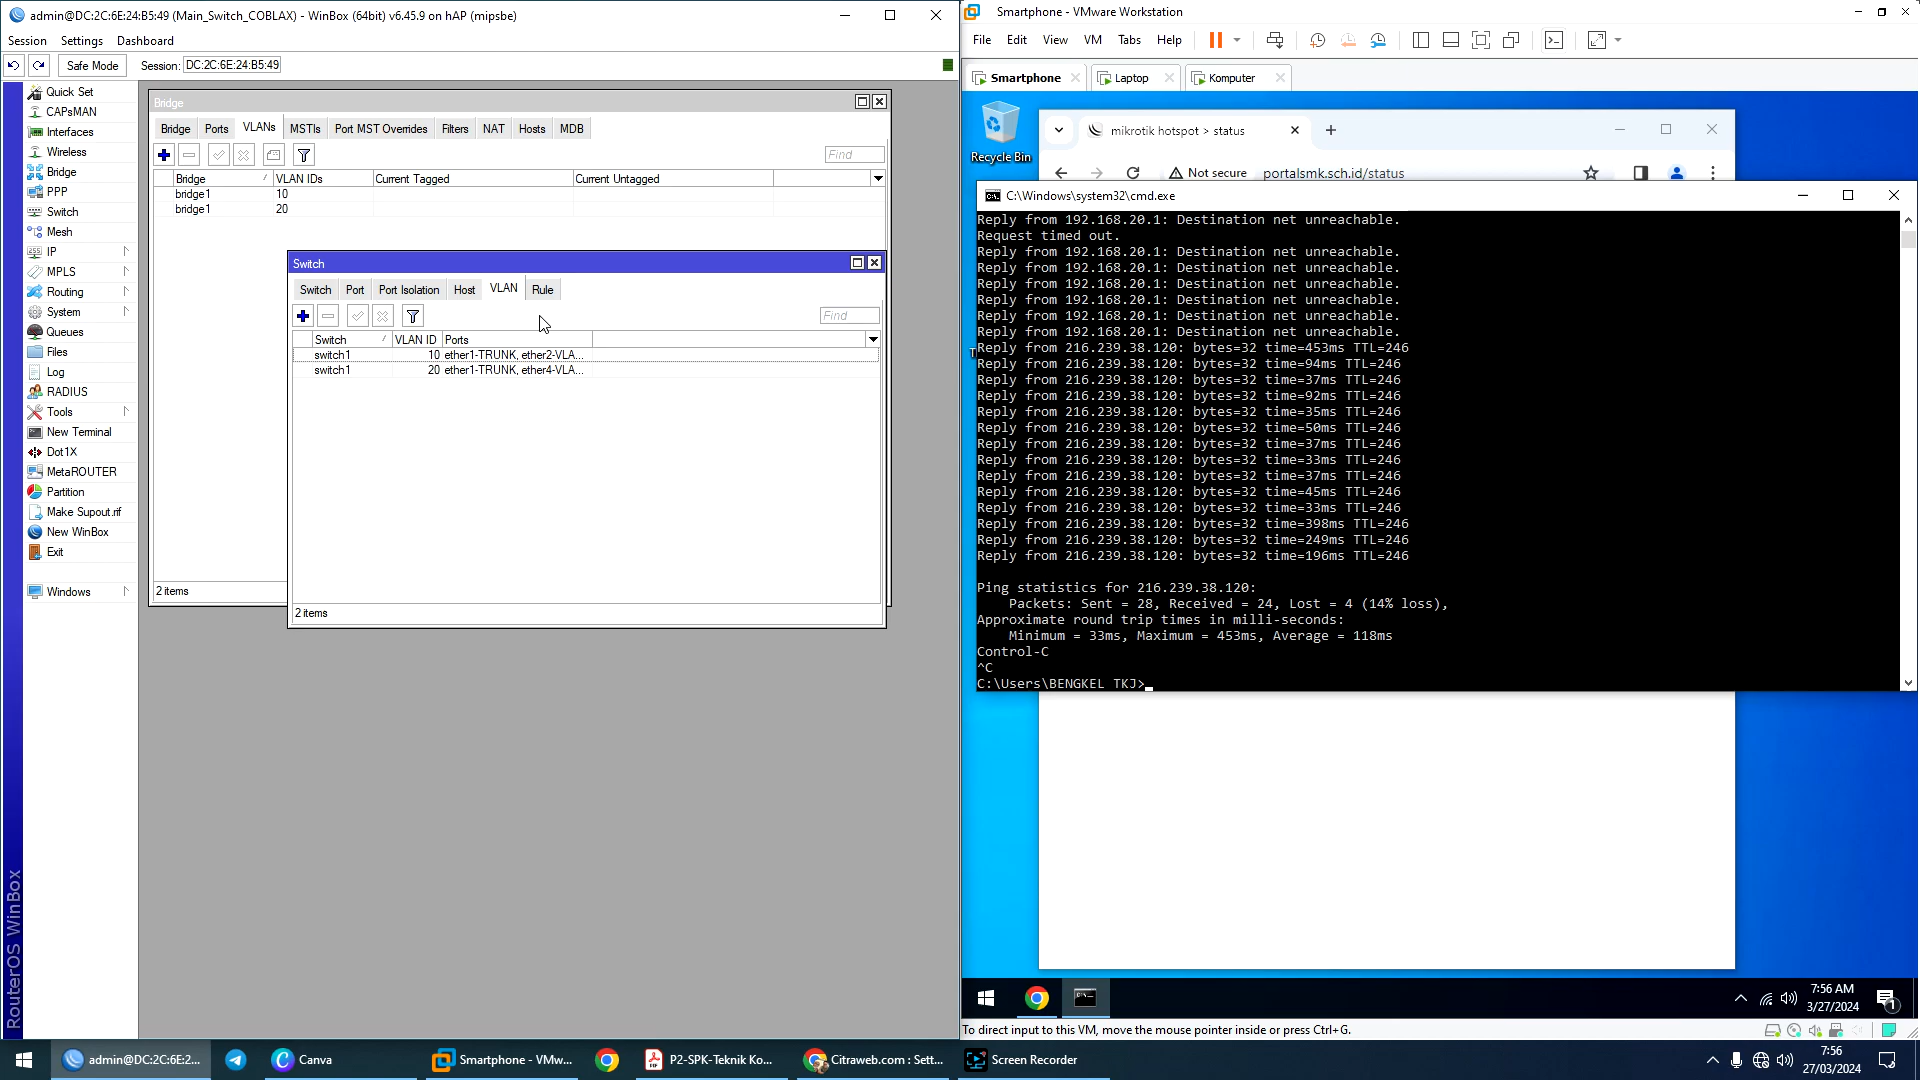 admin@DC:2C:6E:24:B5:49 (Main_Switch_COBLAX) - WinBox (64bit) v6.45.9 on hAP (mipsbe)
Session Settings Dashboard
Safe Mode Session: DC:2C:6E:24:B5:49
Quick Set
CAPsMAN
Interfaces
Wireless
Bridge
PPP
Switch
Mesh
IP
MPLS
Routing
System
Queues
Files
Log
RADIUS
Tools
New Terminal
Dot1X
MetaROUTER
Partition
Make Supout.rif
New WinBox
Exit
Windows
RouterOS WinBox
Bridge
Bridge Ports VLANs MSTIs Port MST Overrides Filters NAT Hosts MDB
Find
Bridge VLAN IDs Current Tagged Current Untagged
bridge1 10
bridge1 20
2 items
Switch
Switch Port Port Isolation Host VLAN Rule
Find
Switch VLAN ID Ports
switch1 10 ether1-TRUNK, ether2-VLA...
switch1 20 ether1-TRUNK, ether4-VLA...
2 items
Smartphone - VMware Workstation
File Edit View VM Tabs Help
Smartphone Laptop Komputer
Recycle Bin
mikrotik hotspot > status
Not secure portalsmk.sch.id/status
C:\Windows\system32\cmd.exe
Reply from 192.168.20.1: Destination net unreachable.
Request timed out.
Reply from 192.168.20.1: Destination net unreachable.
Reply from 192.168.20.1: Destination net unreachable.
Reply from 192.168.20.1: Destination net unreachable.
Reply from 192.168.20.1: Destination net unreachable.
Reply from 192.168.20.1: Destination net unreachable.
Reply from 192.168.20.1: Destination net unreachable.
Reply from 216.239.38.120: bytes=32 time=453ms TTL=246
Reply from 216.239.38.120: bytes=32 time=94ms TTL=246
Reply from 216.239.38.120: bytes=32 time=37ms TTL=246
Reply from 216.239.38.120: bytes=32 time=92ms TTL=246
Reply from 216.239.38.120: bytes=32 time=35ms TTL=246
Reply from 216.239.38.120: bytes=32 time=50ms TTL=246
Reply from 216.239.38.120: bytes=32 time=37ms TTL=246
Reply from 216.239.38.120: bytes=32 time=33ms TTL=246
Reply from 216.239.38.120: bytes=32 time=37ms TTL=246
Reply from 216.239.38.120: bytes=32 time=45ms TTL=246
Reply from 216.239.38.120: bytes=32 time=33ms TTL=246
Reply from 216.239.38.120: bytes=32 time=398ms TTL=246
Reply from 216.239.38.120: bytes=32 time=249ms TTL=246
Reply from 216.239.38.120: bytes=32 time=196ms TTL=246
Ping statistics for 216.239.38.120:
Packets: Sent = 28, Received = 24, Lost = 4 (14% loss),
Approximate round trip times in milli-seconds:
Minimum = 33ms, Maximum = 453ms, Average = 118ms
Control-C
^C
C:\Users\BENGKEL TKJ>
7:56 AM
3/27/2024
1
To direct input to this VM, move the mouse pointer inside or press Ctrl+G.
admin@DC:2C:6E:2... Canva Smartphone - VMw... P2-SPK-Teknik Ko... Citraweb.com : Sett... Screen Recorder
7:56
27/03/2024